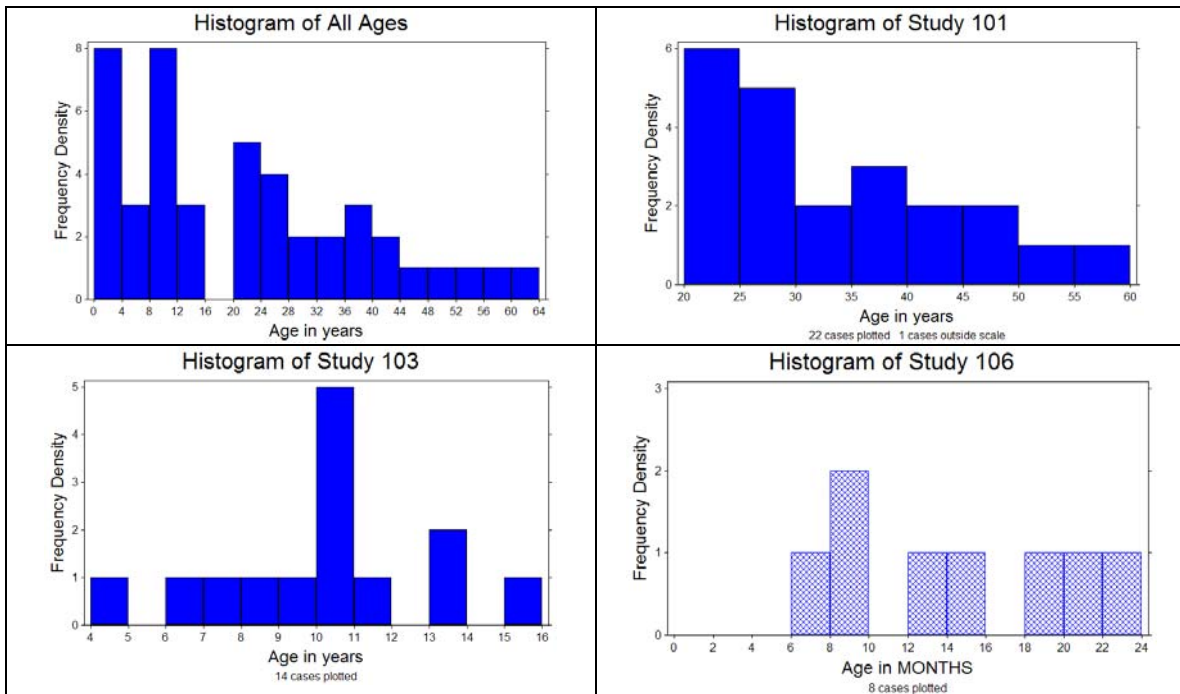 Histogram of All Ages
Frequency Density
8
6
4
2
0
0 4 8 12 16 20 24 28 32 36 40 44 48 52 56 60 64
Age in years
Histogram of Study 101
Frequency Density
6
4
2
0
20 25 30 35 40 45 50 55 60
Age in years
22 cases plotted 1 cases outside scale
Histogram of Study 103
Frequency Density
5
4
3
2
1
0
4 5 6 7 8 9 10 11 12 13 14 15 16
Age in years
14 cases plotted
Histogram of Study 106
Frequency Density
3
2
1
0
0 2 4 6 8 10 12 14 16 18 20 22 24
Age in MONTHS
8 cases plotted